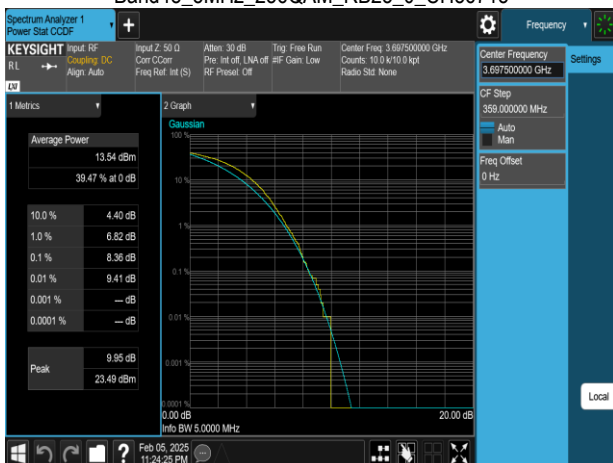 Spectrum Analyzer 1
Power Stat CCDF
Frequency
KEYSIGHT
RL
Input: RF
Coupling: DC
Align: Auto
Input Z: 50 Ω
Corr CCorr
Freq Ref: Int (S)
Atten: 30 dB
Pre: Int off, LNA off
RF Preset: Off
Trig: Free Run
#IF Gain: Low
Center Freq: 3.697500000 GHz
Counts: 10.0 k/10.0 kpt
Radio Std: None
LXI
Center Frequency
3.697500000 GHz
Settings
CF Step
359.000000 MHz
Auto
Man
Freq Offset
0 Hz
Local
1 Metrics
Average Power
13.54 dBm
39.47 % at 0 dB
10.0 % 4.40 dB
1.0 % 6.82 dB
0.1 % 8.36 dB
0.01 % 9.41 dB
0.001 % — dB
0.0001 % — dB
Peak
9.95 dB
23.49 dBm
2 Graph
Gaussian
100 %
10 %
1 %
0.1 %
0.01 %
0.001 %
0.0001 %
0.00 dB
20.00 dB
Info BW 5.0000 MHz
?
Feb 05, 2025
11:24:25 PM